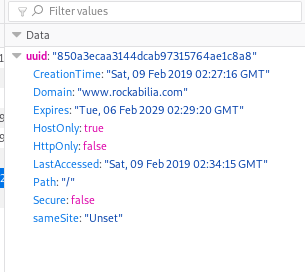 Filter values
Data
uuid: "850a3ecaa3144dcab97315764ae1c8a8"
CreationTime: "Sat, 09 Feb 2019 02:27:16 GMT"
Domain: "www.rockabilia.com"
Expires: "Tue, 06 Feb 2029 02:29:20 GMT"
HostOnly: true
HttpOnly: false
LastAccessed: "Sat, 09 Feb 2019 02:34:15 GMT"
Path: "/"
Secure: false
sameSite: "Unset"